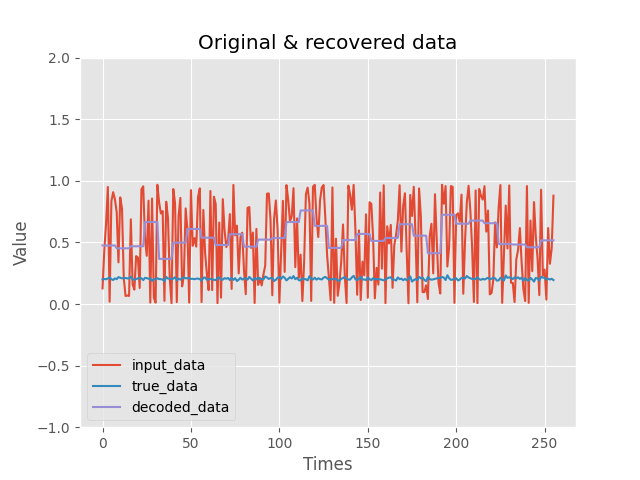 Original & recovered data
2.0
1.5
1.0
0.5
0.0
−0.5
−1.0
Value
input_data
true_data
decoded_data
0 50 100 150 200 250
Times